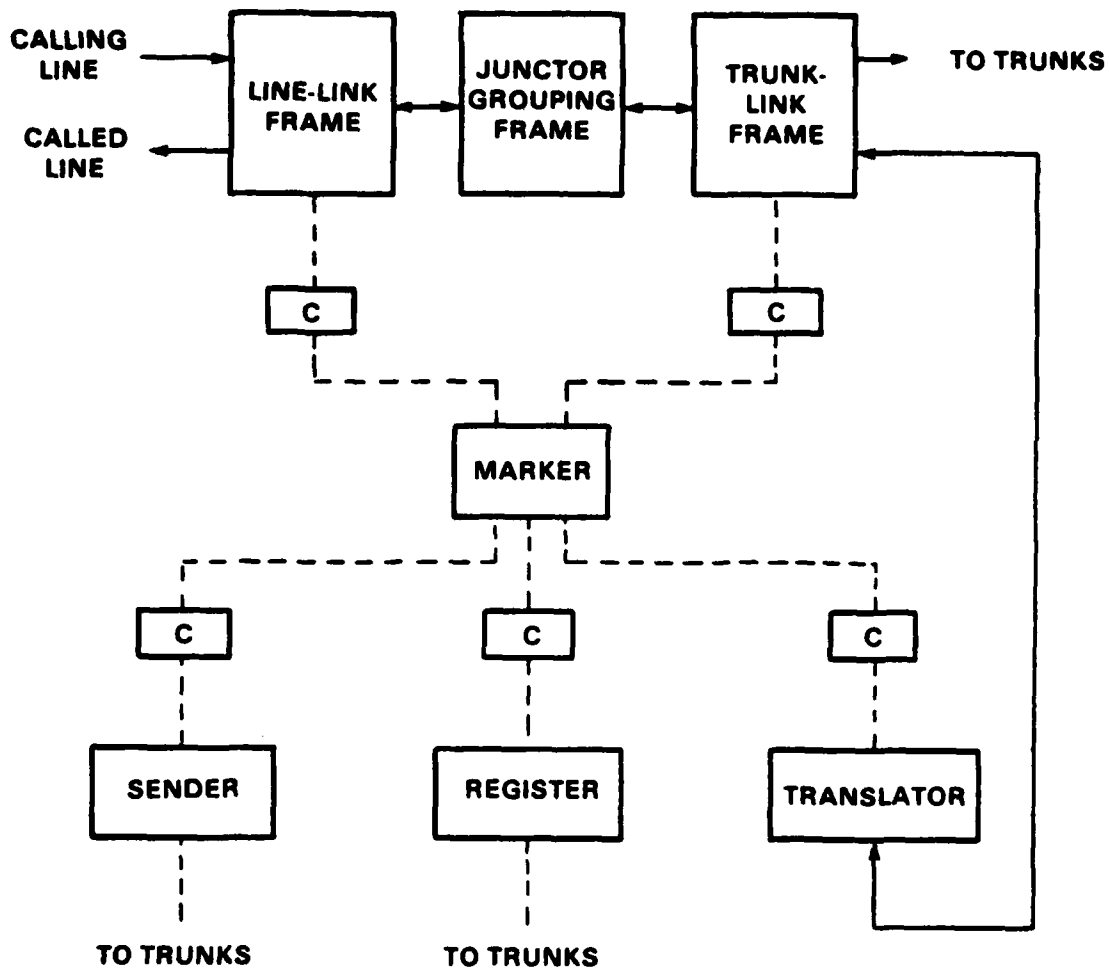 CALLING
LINE
CALLED
LINE
LINE-LINK
FRAME
JUNCTOR
GROUPING
FRAME
TRUNK-
LINK
FRAME
TO TRUNKS
C
C
MARKER
C
C
C
SENDER
REGISTER
TRANSLATOR
TO TRUNKS
TO TRUNKS